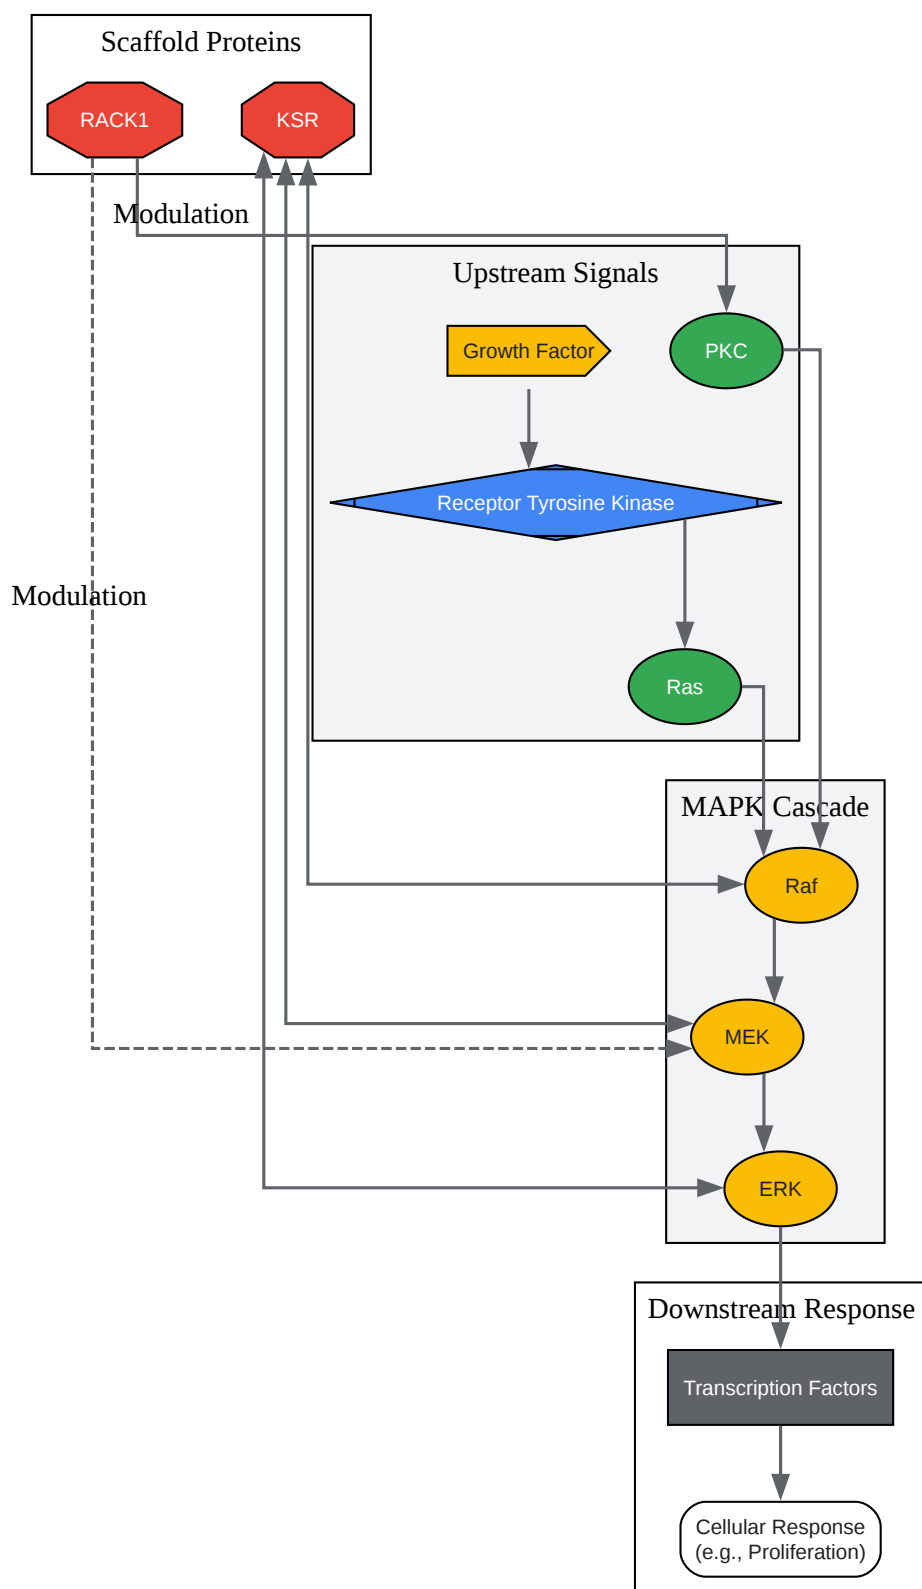 Scaffold Proteins
RACK1
KSR
Modulation
Upstream Signals
Growth Factor
PKC
Receptor Tyrosine Kinase
Modulation
Ras
MAPK Cascade
Raf
MEK
ERK
Downstream Response
Transcription Factors
Cellular Response
(e.g., Proliferation)